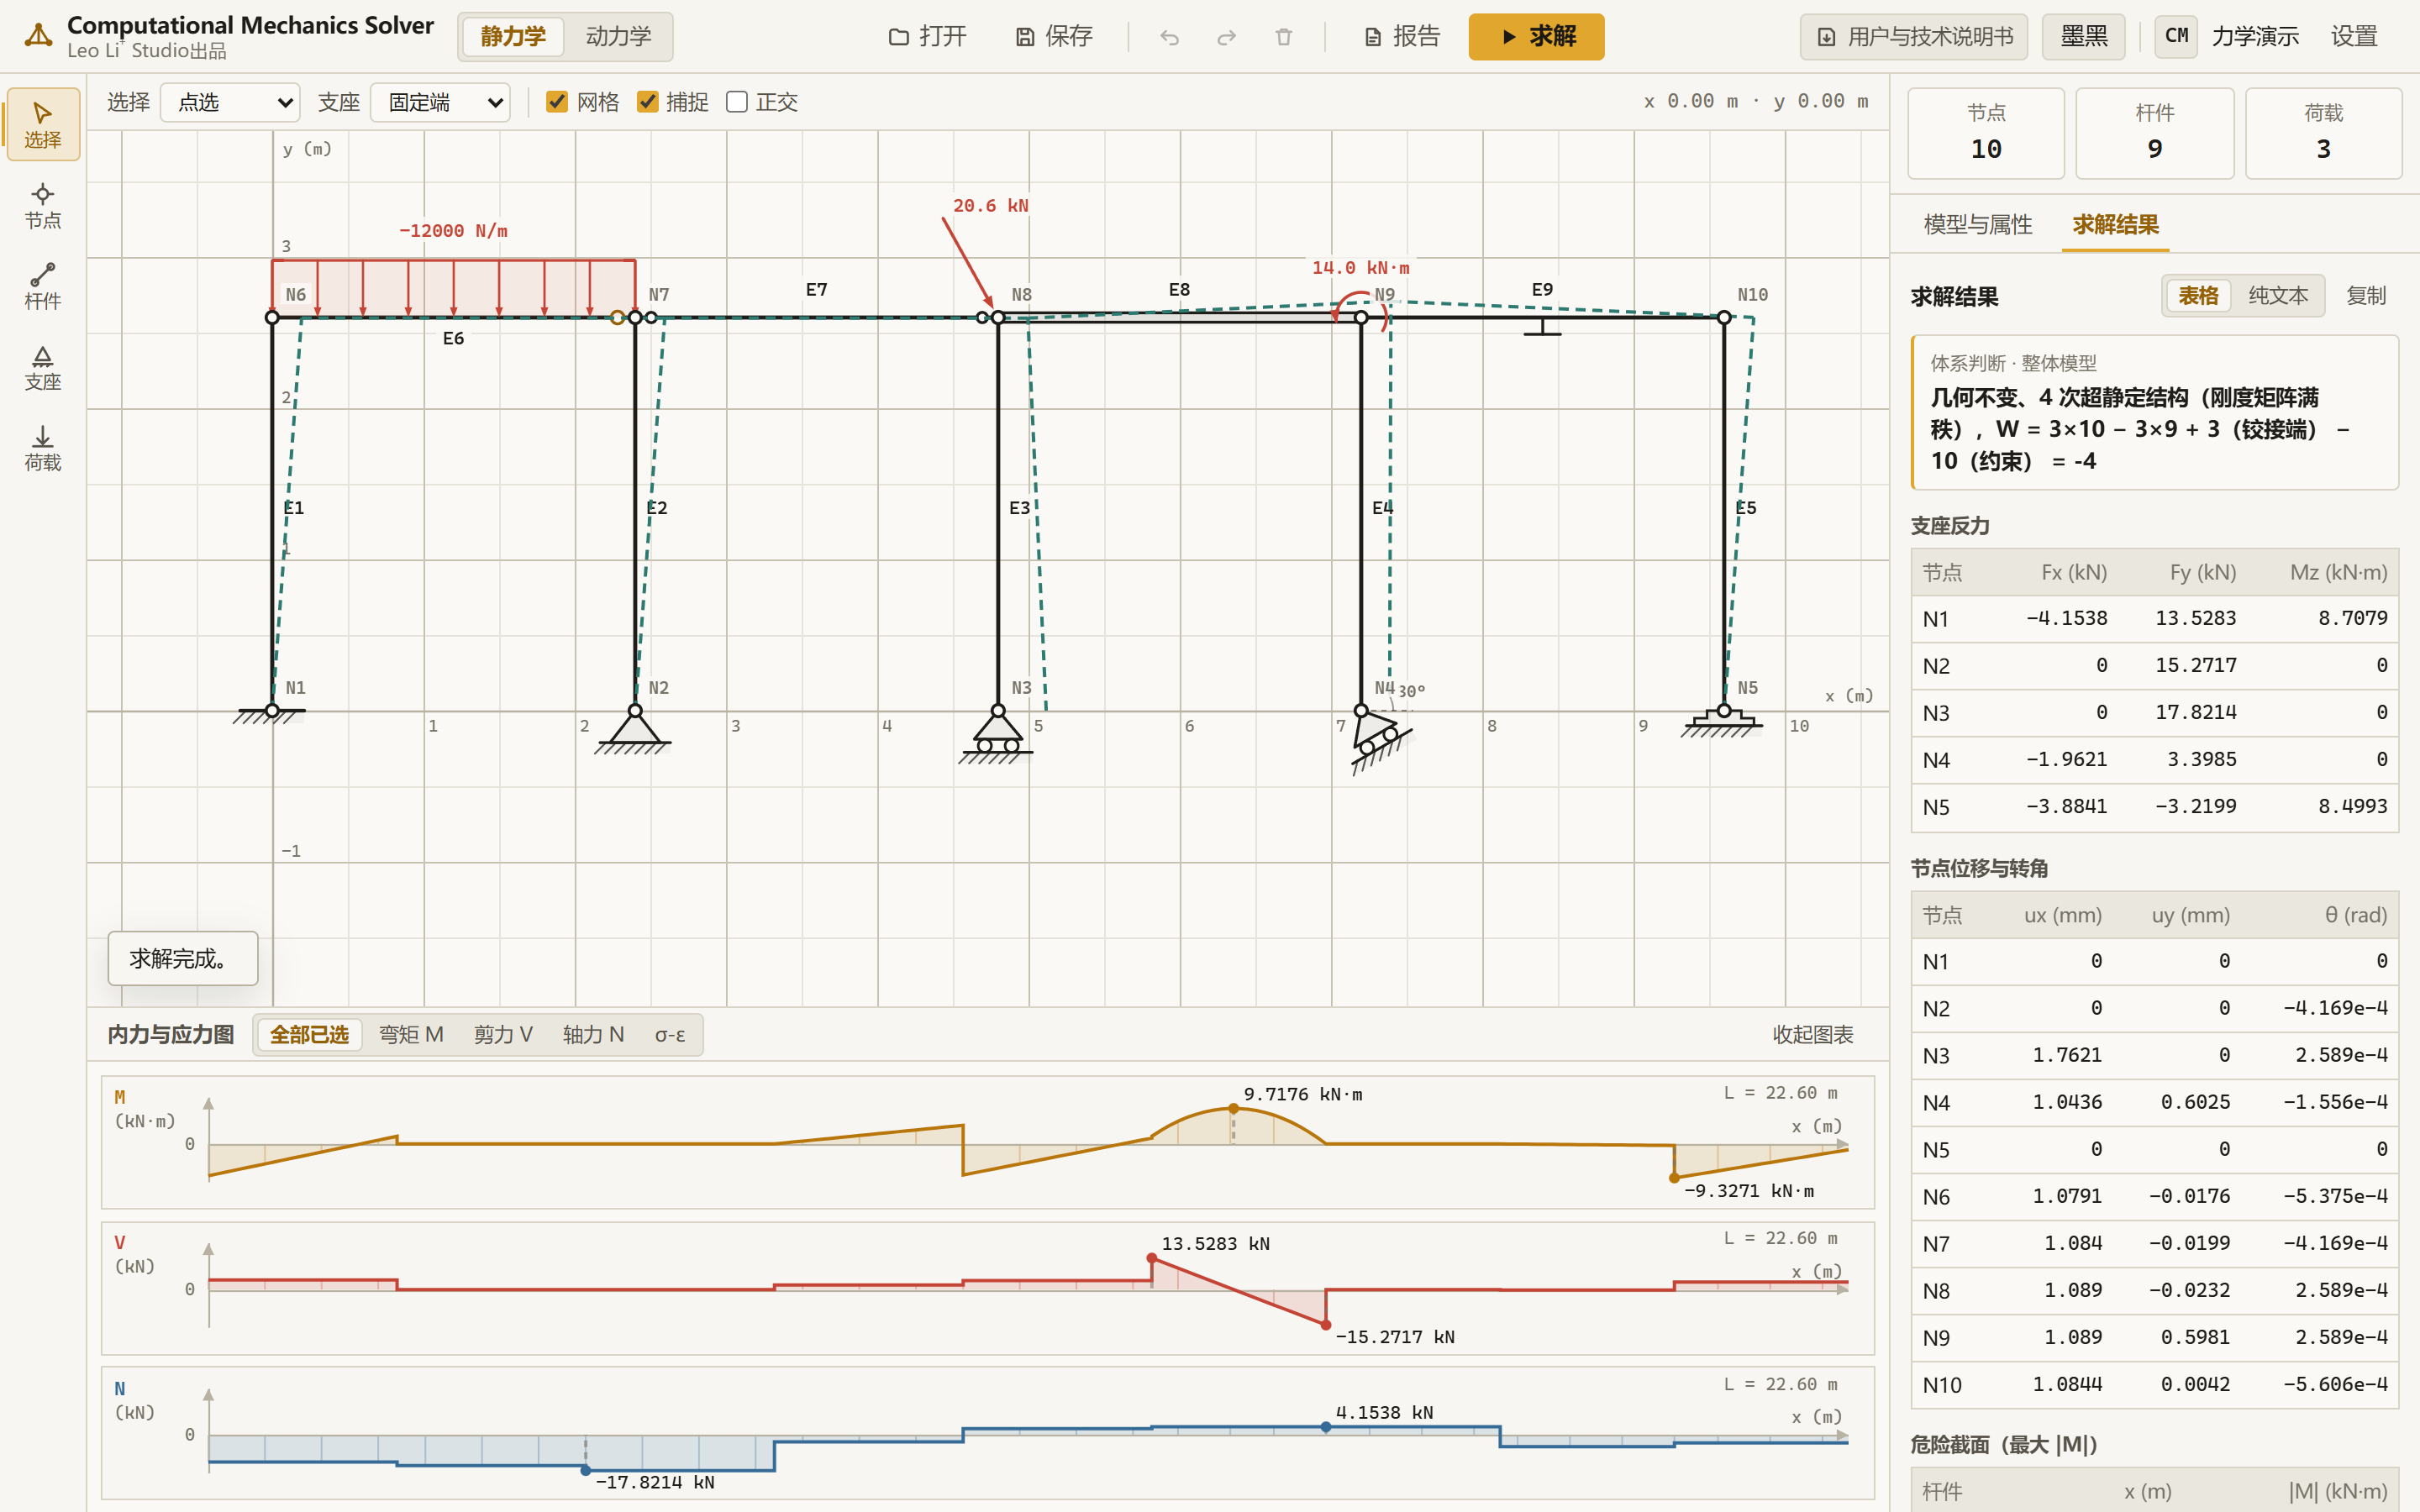 Computational Mechanics Solver
Leo Li⁺ Studio出品
静力学 动力学
打开 保存 报告 求解
用户与技术说明书 墨黑 CM 力学演示 设置
选择
节点
杆件
支座
荷载
选择 点选 支座 固定端 网格 捕捉 正交
x 0.00 m · y 0.00 m
y (m)
20.6 kN
−12000 N/m
3
14.0 kN·m
N6 N7 E7 N8 E8 N9 E9 N10
E6
2
E1 E2 E3 E4 E5
1
N1 N2 N3 N4 30° N5 x (m)
1 2 3 4 5 6 7 8 9 10
−1
求解完成。
内力与应力图 全部已选 弯矩 M 剪力 V 轴力 N σ-ε 收起图表
M
(kN·m)
0
9.7176 kN·m
−9.3271 kN·m
L = 22.60 m
x (m)
V
(kN)
0
13.5283 kN
−15.2717 kN
L = 22.60 m
x (m)
N
(kN)
0
4.1538 kN
−17.8214 kN
L = 22.60 m
x (m)
节点 杆件 荷载
10 9 3
模型与属性 求解结果
求解结果 表格 纯文本 复制
体系判断 · 整体模型
几何不变、4 次超静定结构（刚度矩阵满
秩），W = 3×10 − 3×9 + 3（铰接端） −
10（约束） = -4
支座反力
节点 Fx (kN) Fy (kN) Mz (kN·m)
N1 −4.1538 13.5283 8.7079
N2 0 15.2717 0
N3 0 17.8214 0
N4 −1.9621 3.3985 0
N5 −3.8841 −3.2199 8.4993
节点位移与转角
节点 ux (mm) uy (mm) θ (rad)
N1 0 0 0
N2 0 0 −4.169e−4
N3 1.7621 0 2.589e−4
N4 1.0436 0.6025 −1.556e−4
N5 0 0 0
N6 1.0791 −0.0176 −5.375e−4
N7 1.084 −0.0199 −4.169e−4
N8 1.089 −0.0232 2.589e−4
N9 1.089 0.5981 2.589e−4
N10 1.0844 0.0042 −5.606e−4
危险截面（最大 |M|）
杆件 x (m) |M| (kN·m)